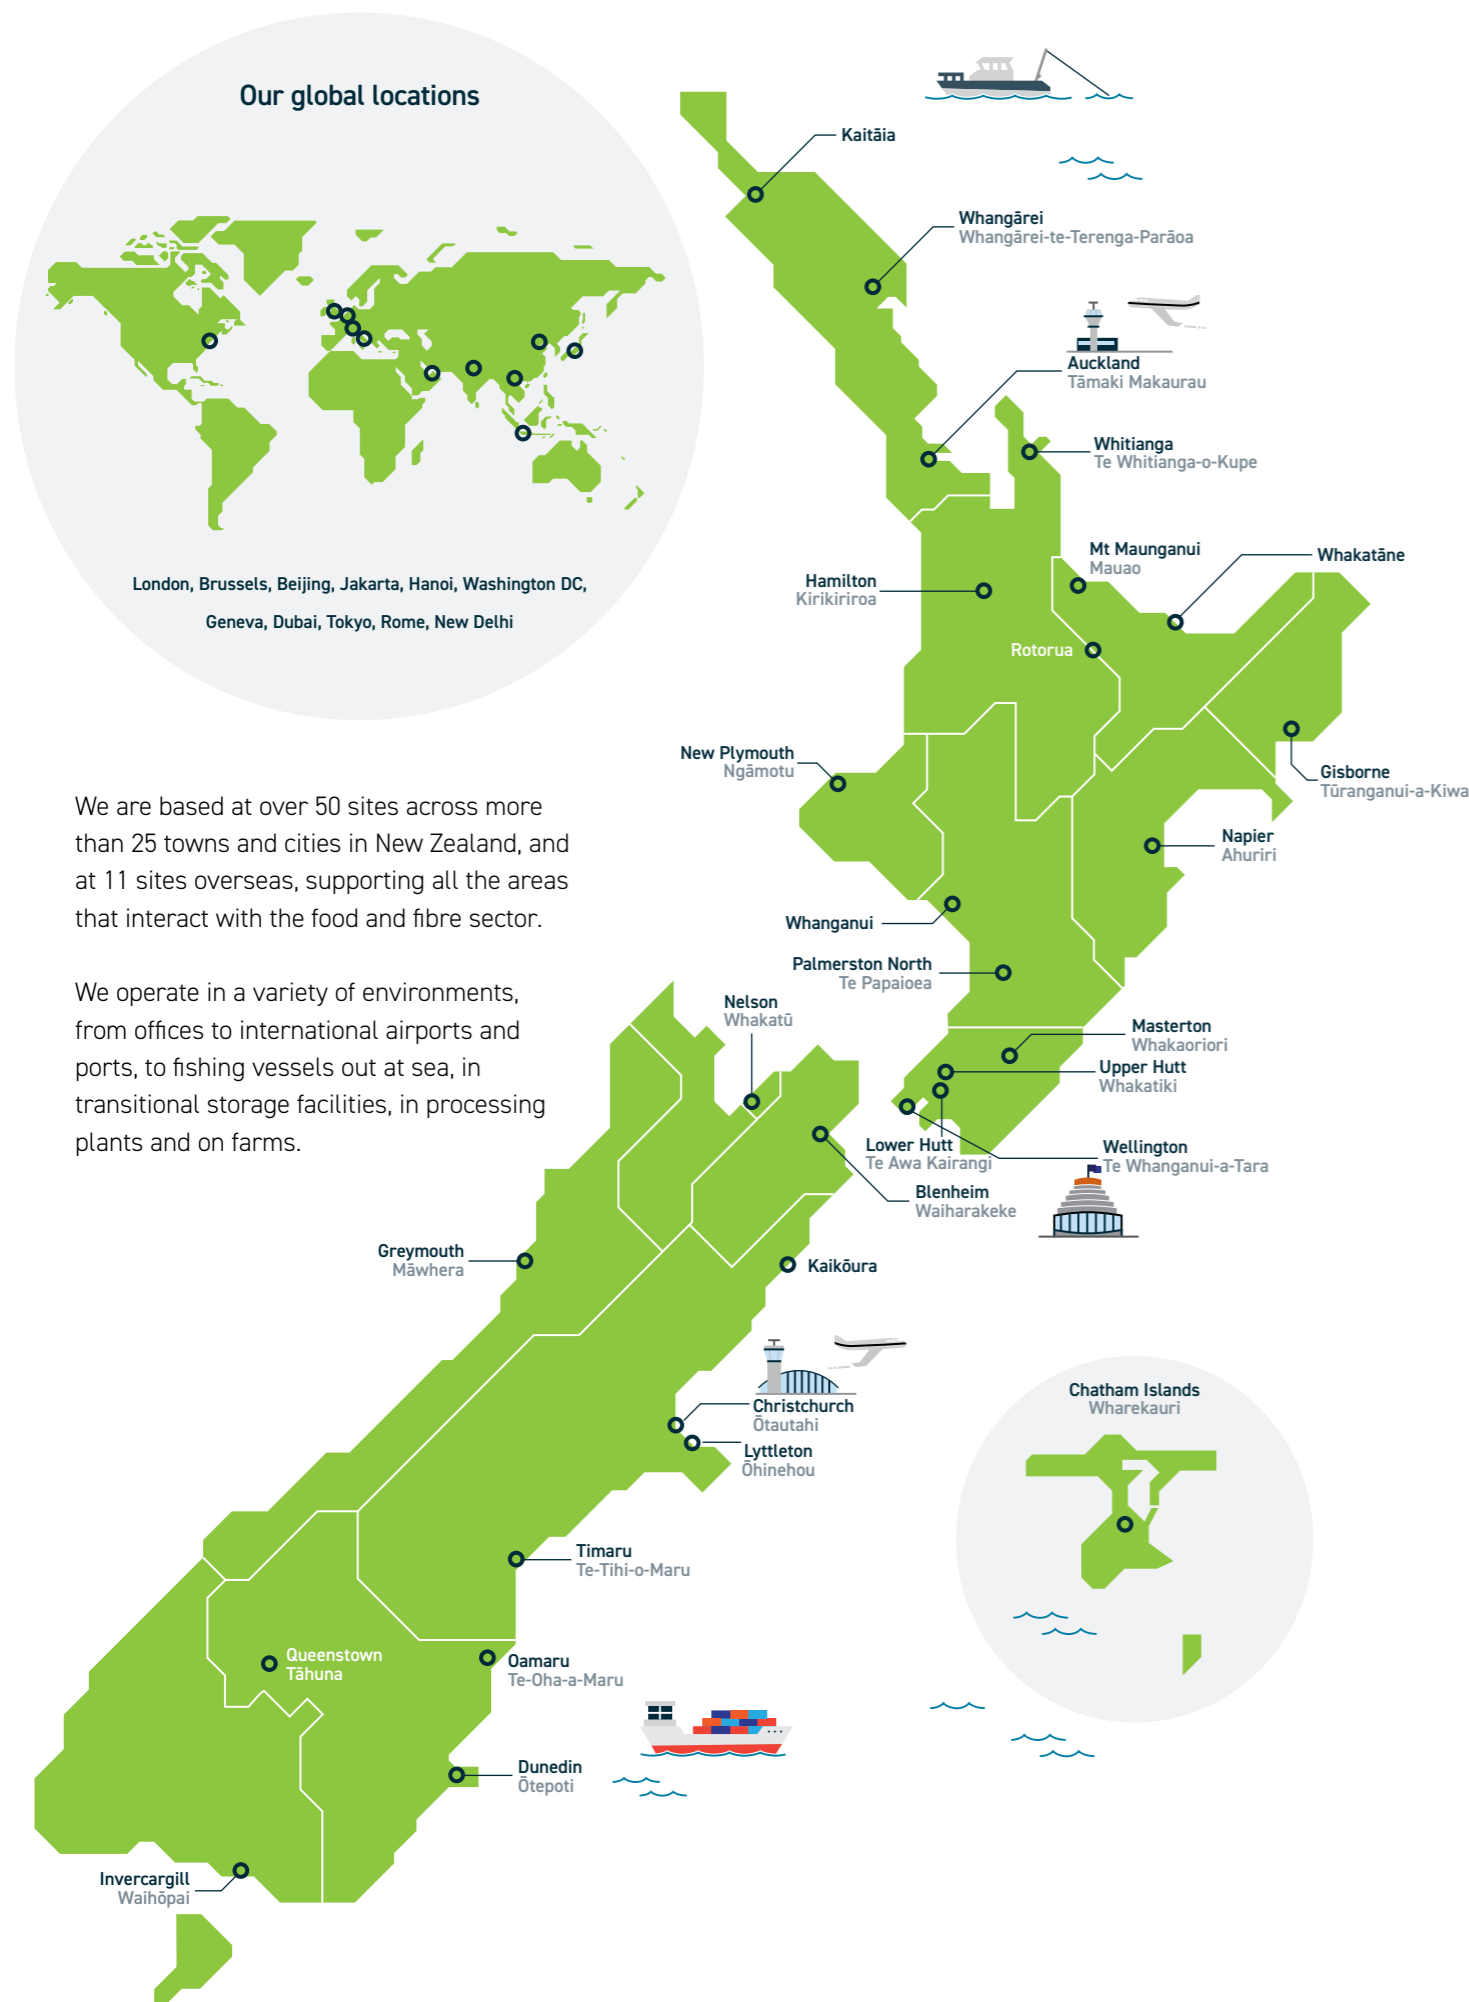 Our global locations
London, Brussels, Beijing, Jakarta, Hanoi, Washington DC,
Geneva, Dubai, Tokyo, Rome, New Delhi
We are based at over 50 sites across more
than 25 towns and cities in New Zealand, and
at 11 sites overseas, supporting all the areas
that interact with the food and fibre sector.
We operate in a variety of environments,
from offices to international airports and
ports, to fishing vessels out at sea, in
transitional storage facilities, in processing
plants and on farms.
Kaitāia
Whangārei
Whangārei-te-Terenga-Parāoa
Auckland
Tāmaki Makaurau
Whitianga
Te Whitianga-o-Kupe
Mt Maunganui
Mauao
Whakatāne
Hamilton
Kirikiriroa
Rotorua
New Plymouth
Ngāmotu
Gisborne
Tūranganui-a-Kiwa
Napier
Ahuriri
Whanganui
Palmerston North
Te Papaioea
Nelson
Whakatū
Masterton
Whakaoriori
Upper Hutt
Whakatiki
Lower Hutt
Te Awa Kairangi
Wellington
Te Whanganui-a-Tara
Blenheim
Waiharakeke
Greymouth
Māwhera
Kaikōura
Christchurch
Ōtautahi
Lyttleton
Ōhinehou
Chatham Islands
Wharekauri
Timaru
Te-Tihi-o-Maru
Queenstown
Tāhuna
Oamaru
Te-Oha-a-Maru
Dunedin
Ōtepoti
Invercargill
Waihōpai